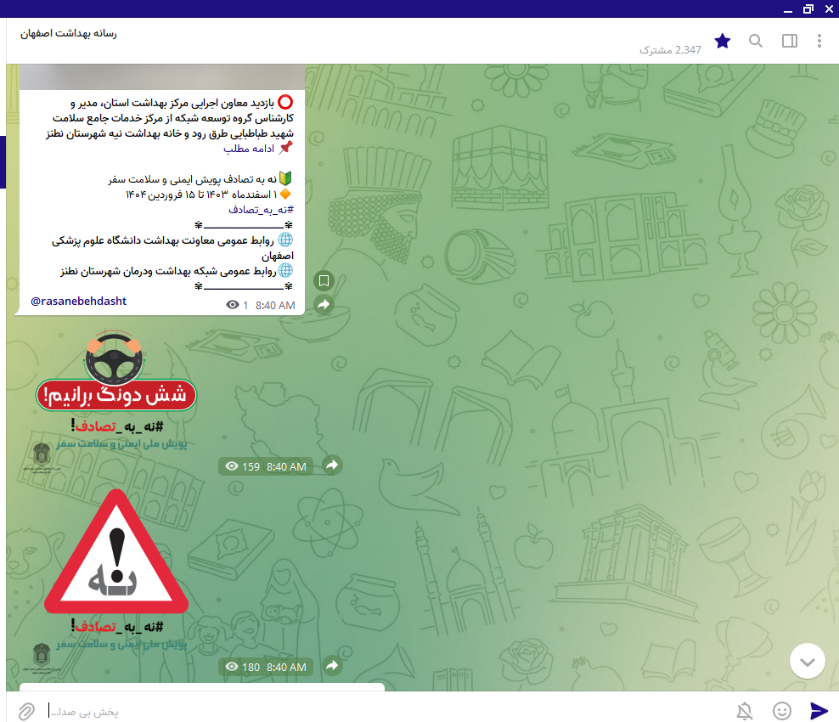 رسانه بهداشت اصفهان
2.347 مشترک
بازدید معاون اجرایی مرکز بهداشت استان، مدیر و
کارشناس گروه توسعه شبکه از مرکز خدمات جامع سلامت
شهید طباطبایی طرق رود و خانه بهداشت نیه شهرستان نطنز
ادامه مطلب
نه به تصادف پویش ایمنی و سلامت سفر
۱ اسفندماه ۱۴۰۳ تا ۱۵ فروردین ۱۴۰۴
#نه_به_تصادف
روابط عمومی معاونت بهداشت دانشگاه علوم پزشکی
اصفهان
روابط عمومی شبکه بهداشت ودرمان شهرستان نطنز
@rasanebehdasht
1 8:40 AM
شش دونگ برانیم!
#نه_به_تصادف!
پویش ملی ایمنی و سلامت سفر
159 8:40 AM
نه!
#نه_به_تصادف!
پویش ملی ایمنی و سلامت سفر
180 8:40 AM
پخش بی صدا...